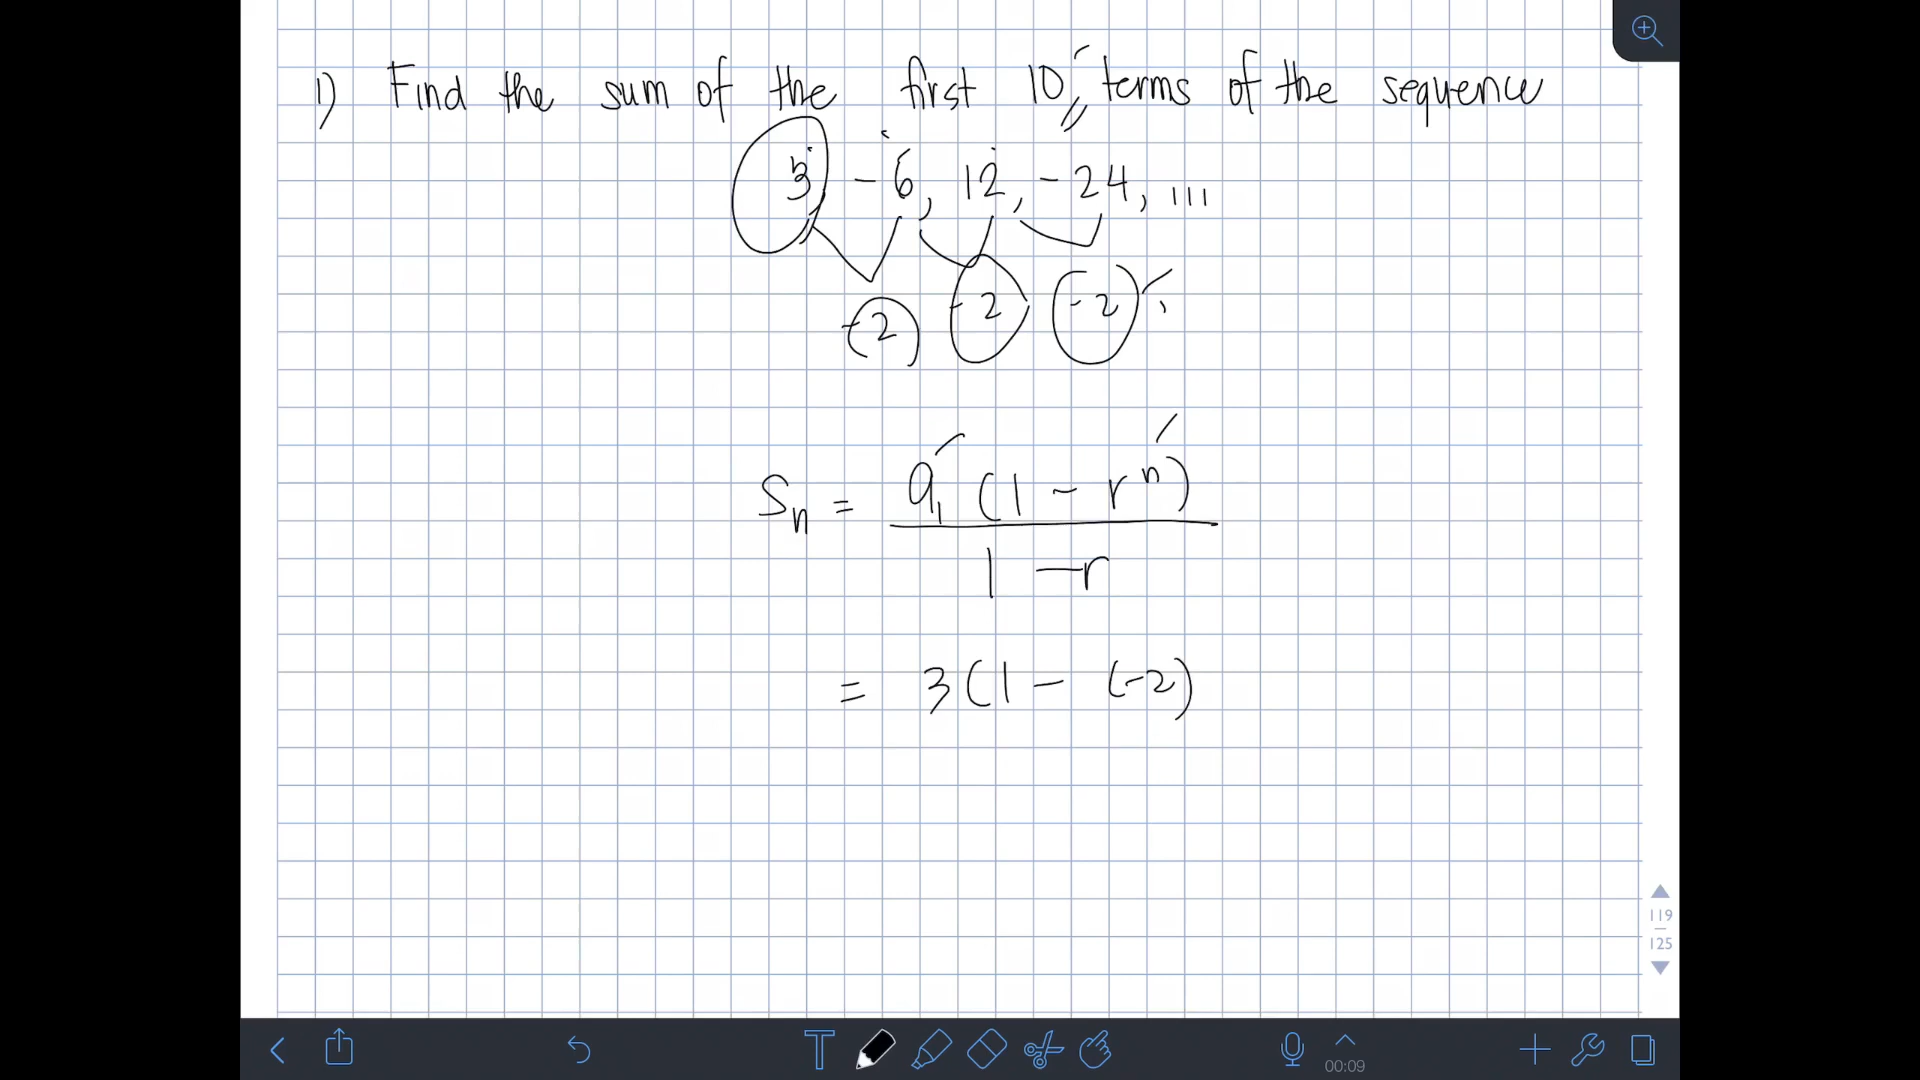 1) Find the sum of the first 10 terms of the sequence
3 -6, 12, -24, ...
-2 -2 -2
Sn = a₁ (1 - rⁿ)
1 - r
= 3 (1 - (-2)
119
125
T
00:09